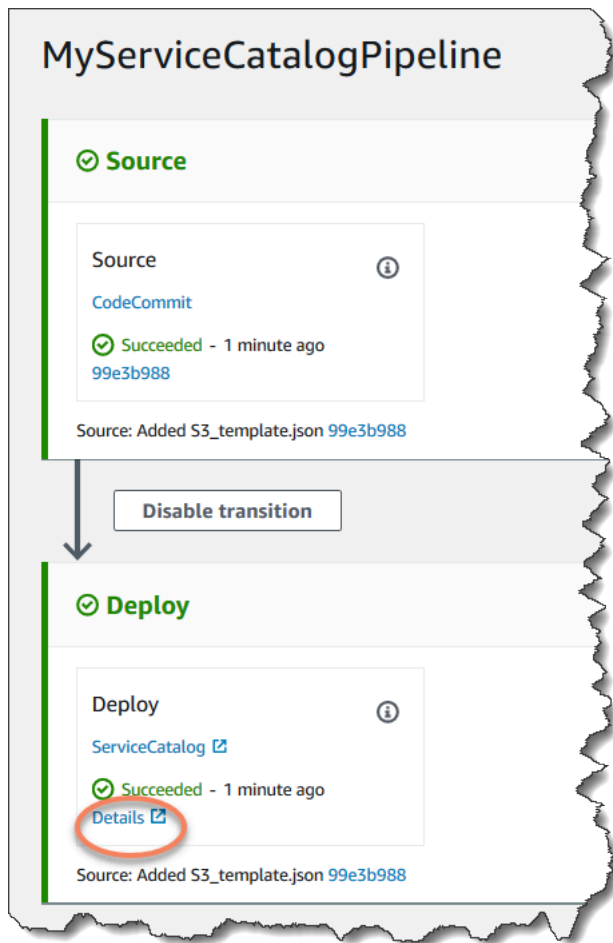 MyServiceCatalogPipeline
Source
Source
CodeCommit
Succeeded - 1 minute ago
99e3b988
Source: Added S3_template.json 99e3b988
Disable transition
Deploy
Deploy
ServiceCatalog
Succeeded - 1 minute ago
Details
Source: Added S3_template.json 99e3b988